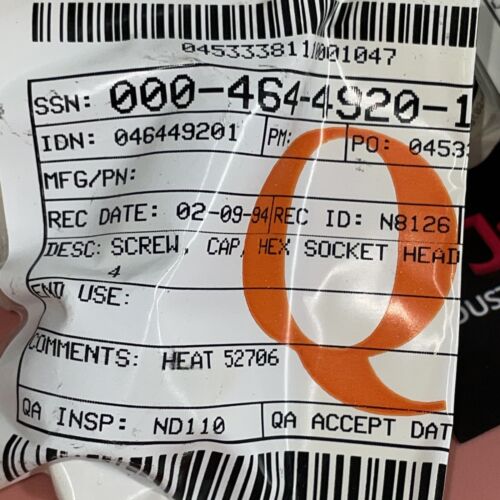 0453338111001047
SSN: 000-464-4920-1
IDN: 046449201 PM: PO: 0453
MFG/PN:
REC DATE: 02-09-94 REC ID: N8126
DESC: SCREW, CAP, HEX SOCKET HEAD
4
END USE:
COMMENTS: HEAT 52706
QA INSP: ND110 QA ACCEPT DAT
Q